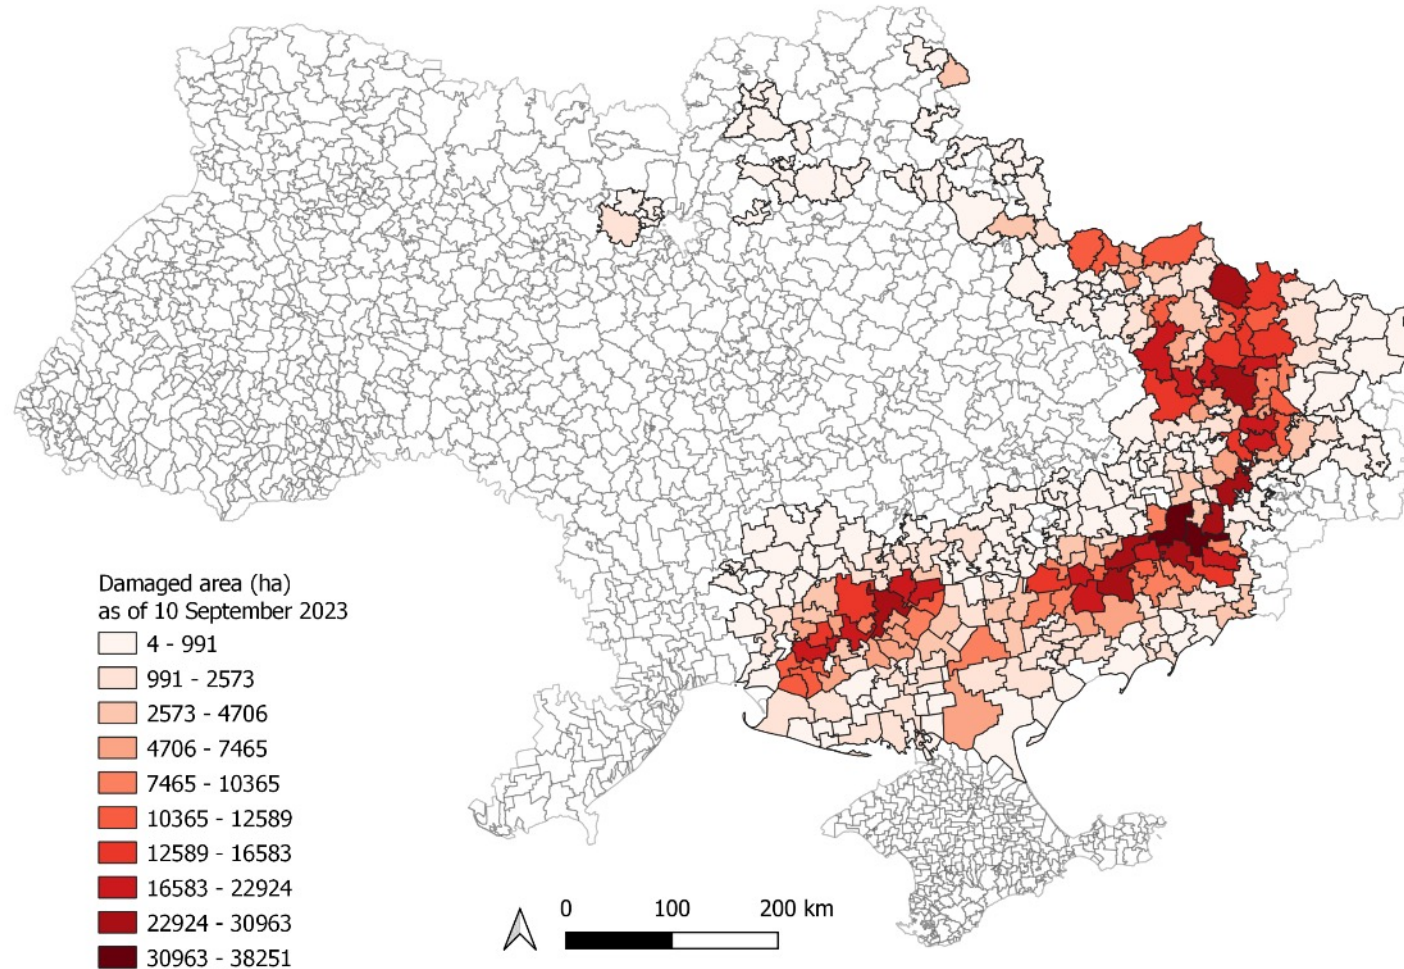 Damaged area (ha)
as of 10 September 2023
4 - 991
991 - 2573
2573 - 4706
4706 - 7465
7465 - 10365
10365 - 12589
12589 - 16583
16583 - 22924
22924 - 30963
30963 - 38251
0 100 200 km